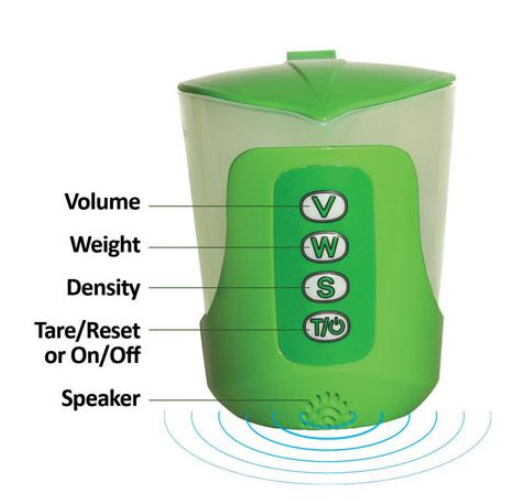 Volume
V
Weight
W
Density
S
Tare/Reset
or On/Off
T/⏻
Speaker